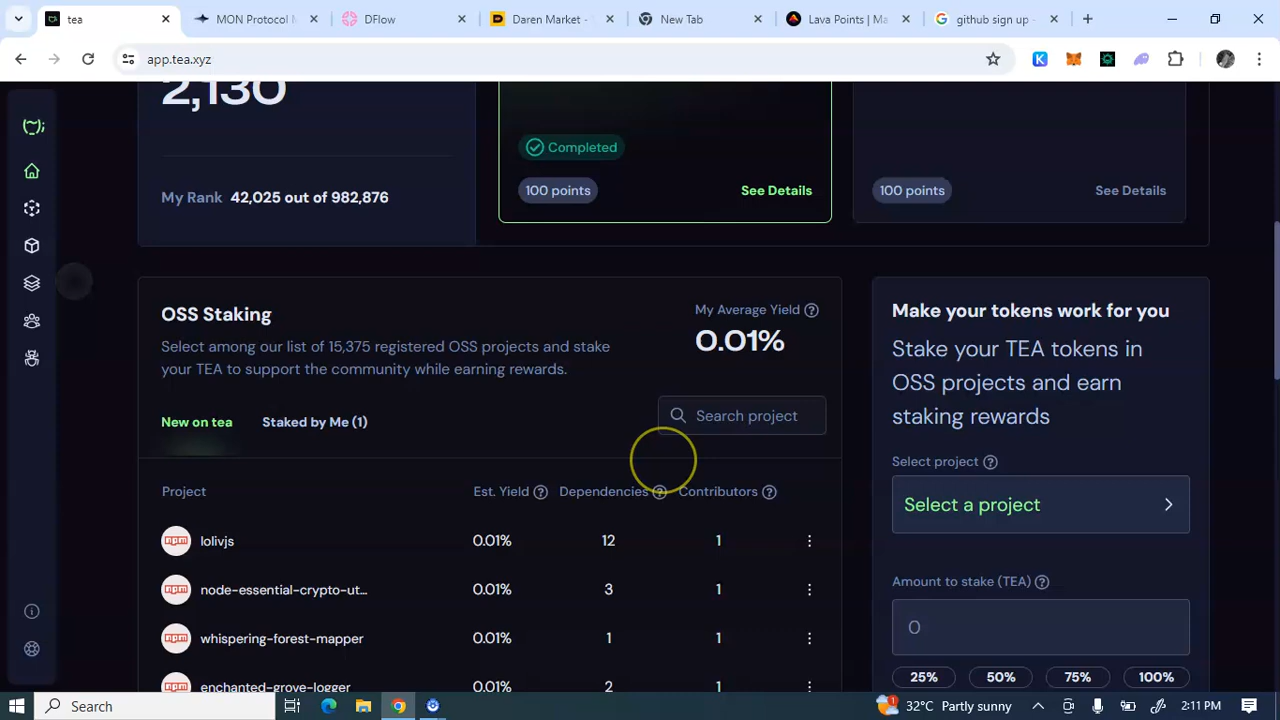 tea
MON Protocol M
DFlow
Daren Market -
New Tab
Lava Points | Ma
github sign up -
app.tea.xyz
2,130
My Rank 42,025 out of 982,876
Completed
100 points
See Details
100 points
See Details
OSS Staking
Select among our list of 15,375 registered OSS projects and stake
your TEA to support the community while earning rewards.
My Average Yield ?
0.01%
New on tea
Staked by Me (1)
Search project
Project
Est. Yield ?
Dependencies ?
Contributors ?
npm lolivjs 0.01% 12 1
npm node-essential-crypto-ut... 0.01% 3 1
npm whispering-forest-mapper 0.01% 1 1
npm enchanted-grove-logger 0.01% 2 1
Make your tokens work for you
Stake your TEA tokens in
OSS projects and earn
staking rewards
Select project ?
Select a project
Amount to stake (TEA) ?
0
25% 50% 75% 100%
Search
1
32°C Partly sunny
2:11 PM